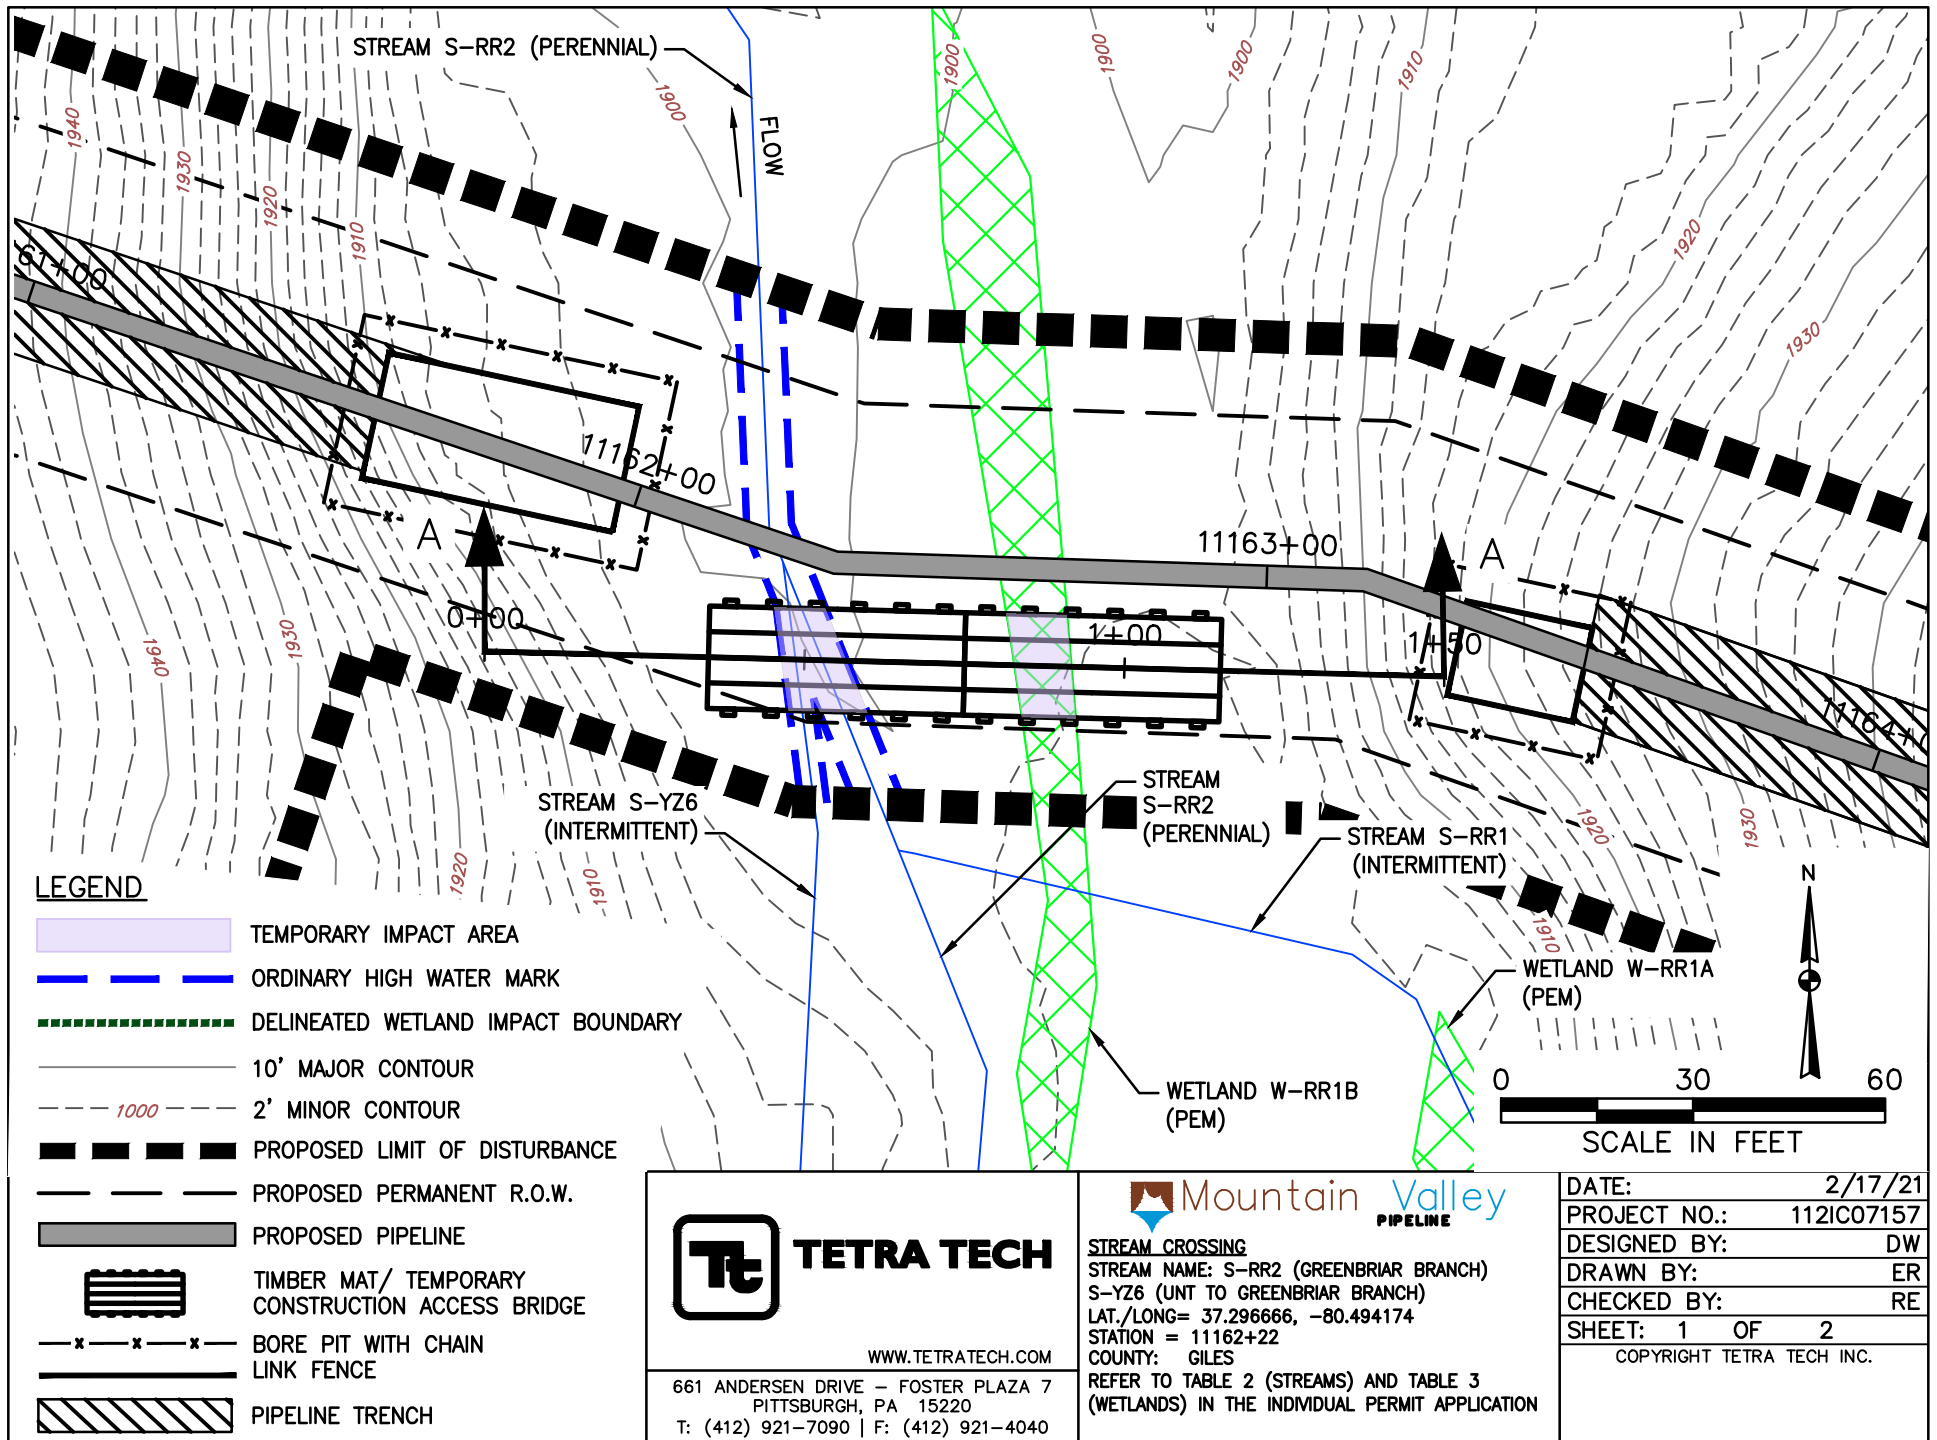 STREAM S-RR2 (PERENNIAL)
FLOW
1900
1900
1900
1900
1910
1940
1930
1920
1910
1920
1930
61+00
11162+00
11163+00
A
A
0+00
1+00
1+50
1940
1930
1920
1910
1920
1930
1910
STREAM S-YZ6
(INTERMITTENT)
STREAM
S-RR2
(PERENNIAL)
STREAM S-RR1
(INTERMITTENT)
WETLAND W-RR1A
(PEM)
WETLAND W-RR1B
(PEM)
N
0 30 60
SCALE IN FEET
LEGEND
TEMPORARY IMPACT AREA
ORDINARY HIGH WATER MARK
DELINEATED WETLAND IMPACT BOUNDARY
10' MAJOR CONTOUR
1000
2' MINOR CONTOUR
PROPOSED LIMIT OF DISTURBANCE
PROPOSED PERMANENT R.O.W.
PROPOSED PIPELINE
TIMBER MAT/ TEMPORARY
CONSTRUCTION ACCESS BRIDGE
BORE PIT WITH CHAIN
LINK FENCE
PIPELINE TRENCH
Tt TETRA TECH
WWW.TETRATECH.COM
661 ANDERSEN DRIVE – FOSTER PLAZA 7
PITTSBURGH, PA 15220
T: (412) 921-7090 | F: (412) 921-4040
Mountain Valley
PIPELINE
STREAM CROSSING
STREAM NAME: S-RR2 (GREENBRIAR BRANCH)
S-YZ6 (UNT TO GREENBRIAR BRANCH)
LAT./LONG= 37.296666, -80.494174
STATION = 11162+22
COUNTY: GILES
REFER TO TABLE 2 (STREAMS) AND TABLE 3
(WETLANDS) IN THE INDIVIDUAL PERMIT APPLICATION
DATE: 2/17/21
PROJECT NO.: 112IC07157
DESIGNED BY: DW
DRAWN BY: ER
CHECKED BY: RE
SHEET: 1 OF 2
COPYRIGHT TETRA TECH INC.